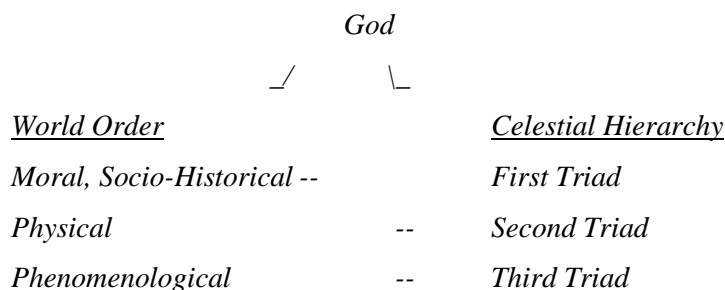 God
_/ \_
World Order Celestial Hierarchy
Moral, Socio-Historical -- First Triad
Physical -- Second Triad
Phenomenological -- Third Triad